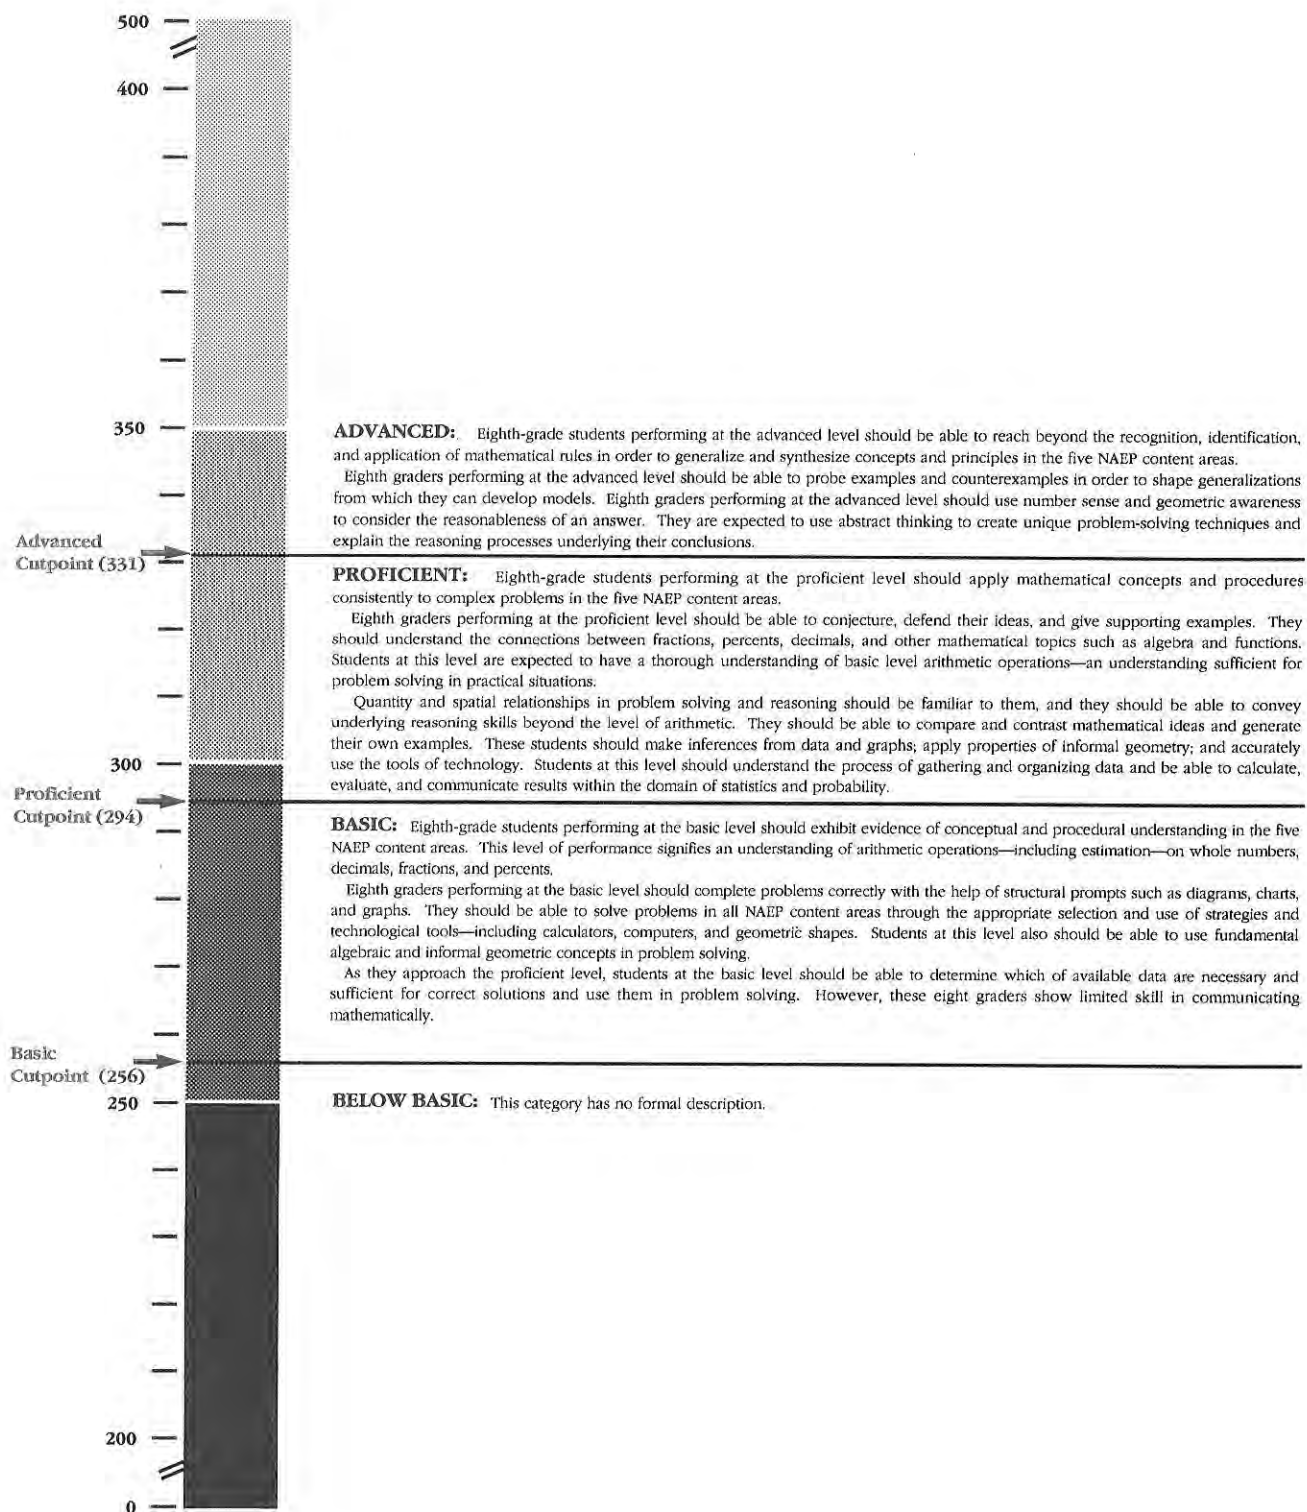 500
400
350
ADVANCED: Eighth-grade students performing at the advanced level should be able to reach beyond the recognition, identification,
and application of mathematical rules in order to generalize and synthesize concepts and principles in the five NAEP content areas.
Eighth graders performing at the advanced level should be able to probe examples and counterexamples in order to shape generalizations
from which they can develop models. Eighth graders performing at the advanced level should use number sense and geometric awareness
to consider the reasonableness of an answer. They are expected to use abstract thinking to create unique problem-solving techniques and
explain the reasoning processes underlying their conclusions.
Advanced
Cutpoint (331)
PROFICIENT: Eighth-grade students performing at the proficient level should apply mathematical concepts and procedures
consistently to complex problems in the five NAEP content areas.
Eighth graders performing at the proficient level should be able to conjecture, defend their ideas, and give supporting examples. They
should understand the connections between fractions, percents, decimals, and other mathematical topics such as algebra and functions.
Students at this level are expected to have a thorough understanding of basic level arithmetic operations—an understanding sufficient for
problem solving in practical situations.
Quantity and spatial relationships in problem solving and reasoning should be familiar to them, and they should be able to convey
underlying reasoning skills beyond the level of arithmetic. They should be able to compare and contrast mathematical ideas and generate
their own examples. These students should make inferences from data and graphs; apply properties of informal geometry; and accurately
use the tools of technology. Students at this level should understand the process of gathering and organizing data and be able to calculate,
evaluate, and communicate results within the domain of statistics and probability.
300
Proficient
Cutpoint (294)
BASIC: Eighth-grade students performing at the basic level should exhibit evidence of conceptual and procedural understanding in the five
NAEP content areas. This level of performance signifies an understanding of arithmetic operations—including estimation—on whole numbers,
decimals, fractions, and percents.
Eighth graders performing at the basic level should complete problems correctly with the help of structural prompts such as diagrams, charts,
and graphs. They should be able to solve problems in all NAEP content areas through the appropriate selection and use of strategies and
technological tools—including calculators, computers, and geometric shapes. Students at this level also should be able to use fundamental
algebraic and informal geometric concepts in problem solving.
As they approach the proficient level, students at the basic level should be able to determine which of available data are necessary and
sufficient for correct solutions and use them in problem solving. However, these eight graders show limited skill in communicating
mathematically.
Basic
Cutpoint (256)
250
BELOW BASIC: This category has no formal description.
200
0